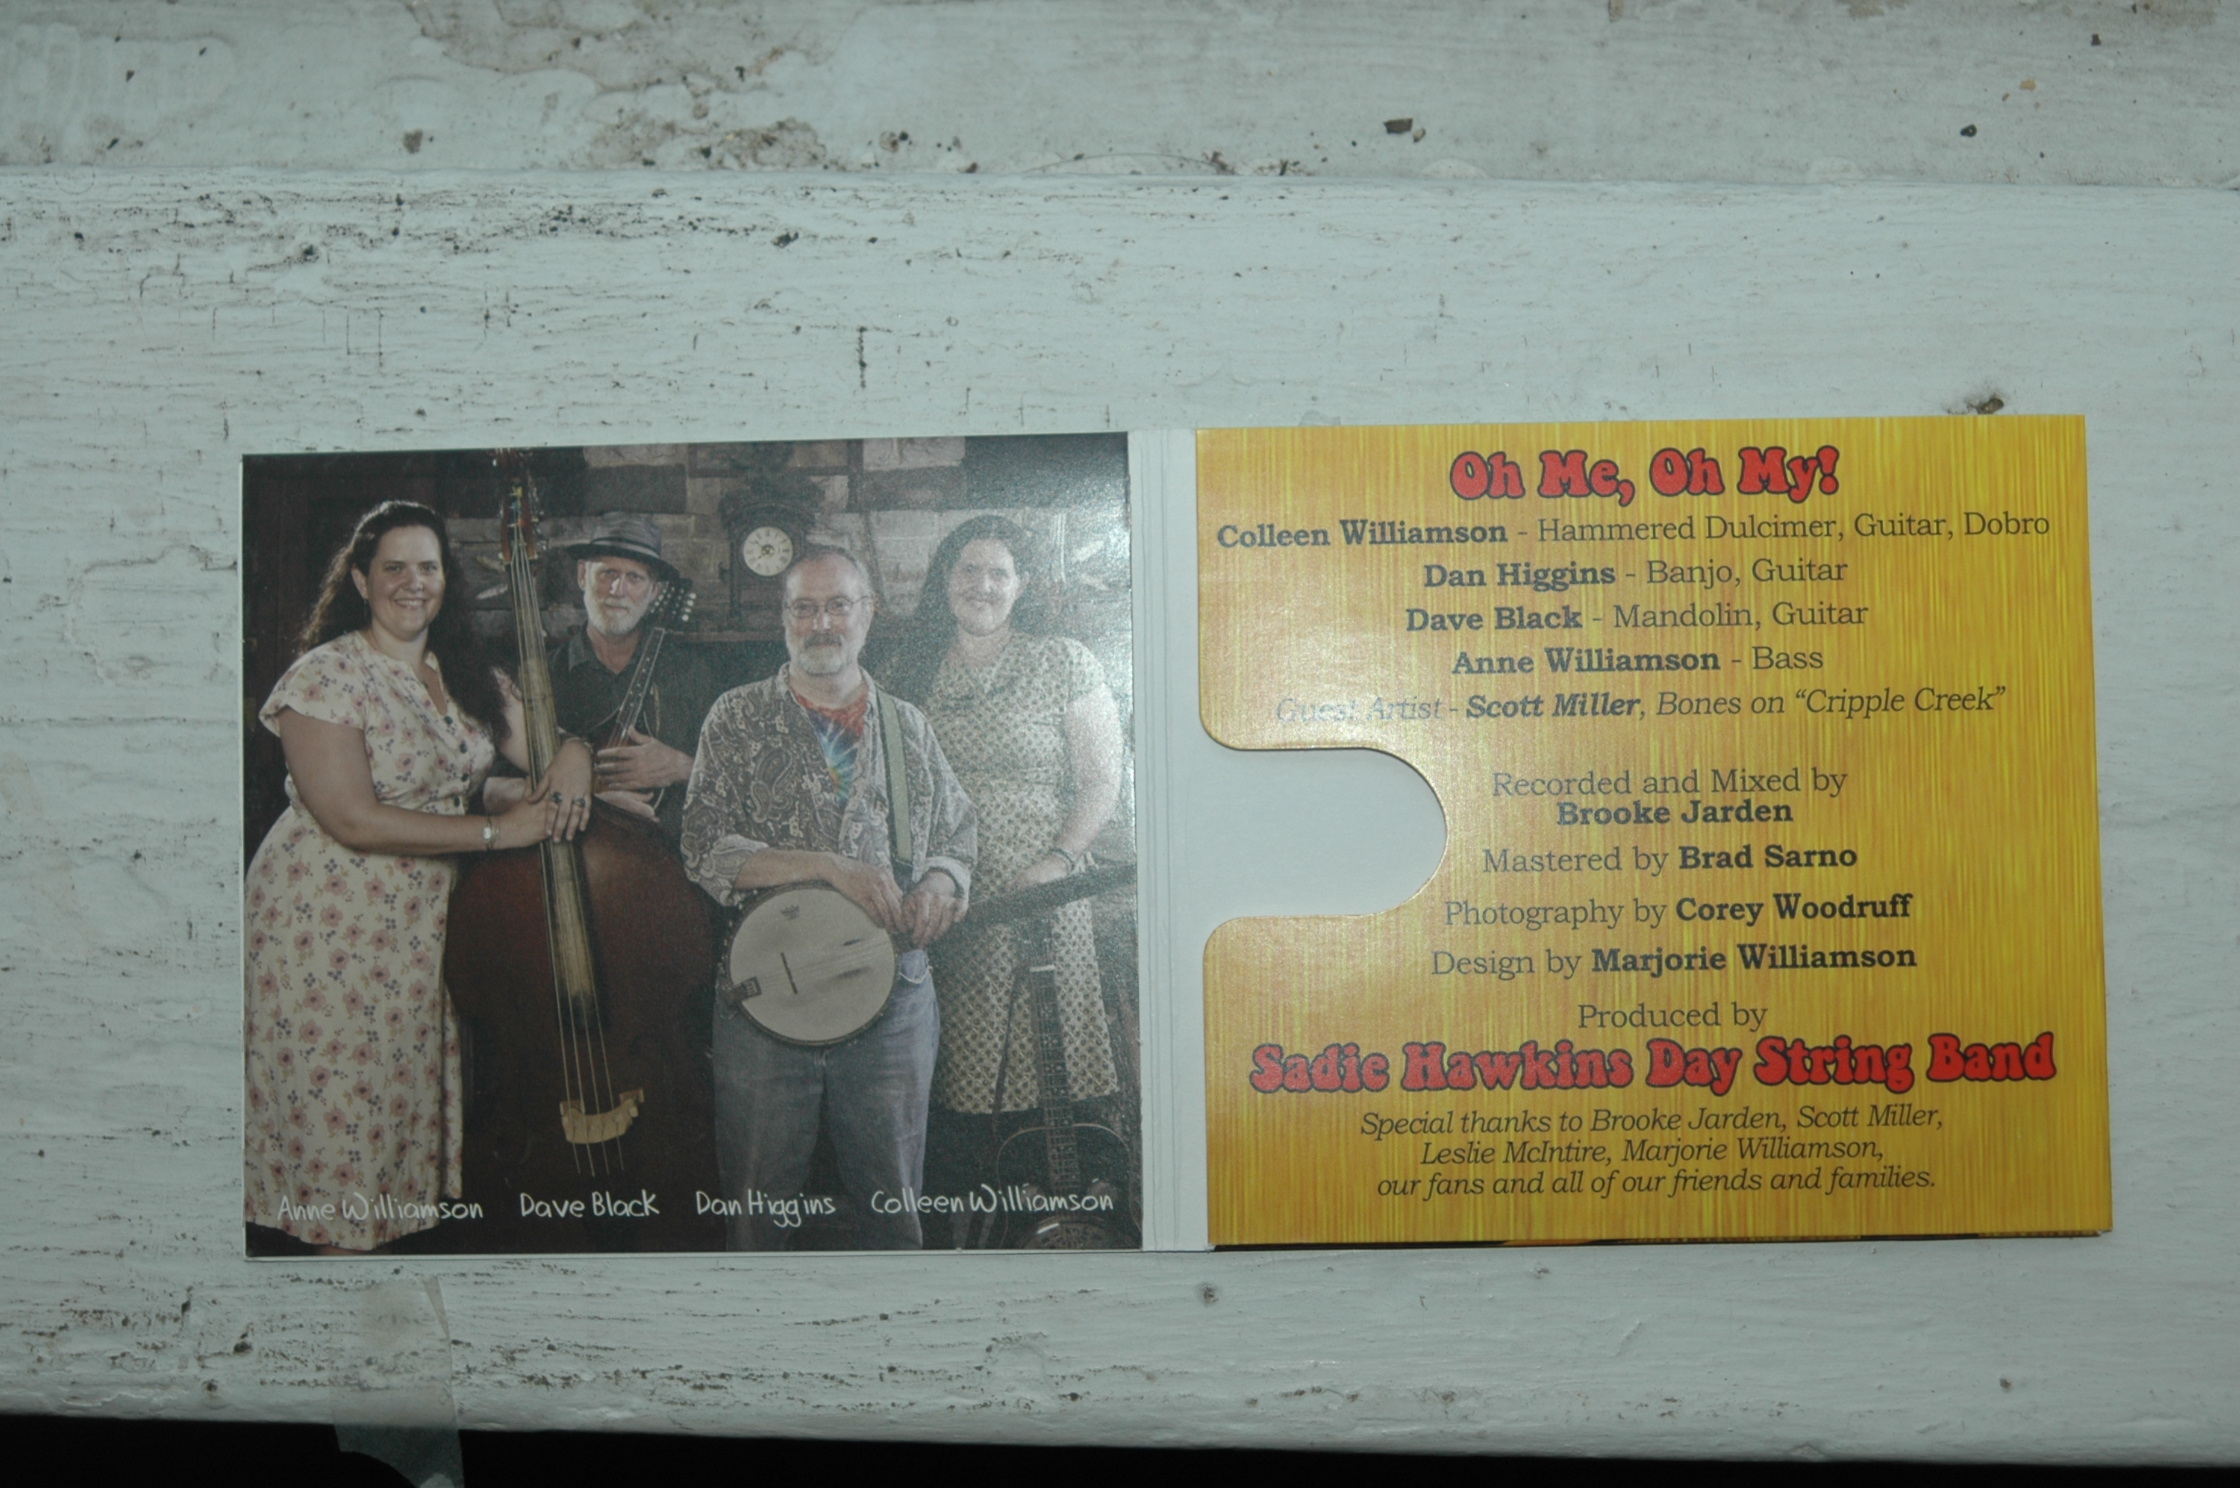 Anne Williamson Dave Black Dan Higgins Colleen Williamson
Oh Me, Oh My!
Colleen Williamson - Hammered Dulcimer, Guitar, Dobro
Dan Higgins - Banjo, Guitar
Dave Black - Mandolin, Guitar
Anne Williamson - Bass
Guest Artist - Scott Miller, Bones on “Cripple Creek”
Recorded and Mixed by
Brooke Jarden
Mastered by Brad Sarno
Photography by Corey Woodruff
Design by Marjorie Williamson
Produced by
Sadie Hawkins Day String Band
Special thanks to Brooke Jarden, Scott Miller,
Leslie McIntire, Marjorie Williamson,
our fans and all of our friends and families.